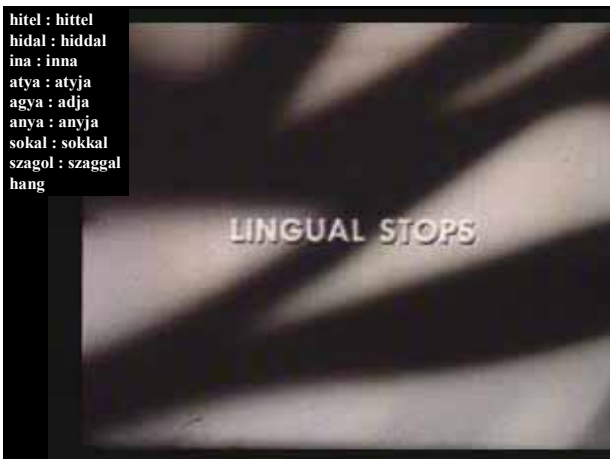 hitel : hittel
hidal : hiddal
ina : inna
atya : atyja
agya : adja
anya : anyja
sokal : sokkal
szagol : szaggal
hang
LINGUAL STOPS